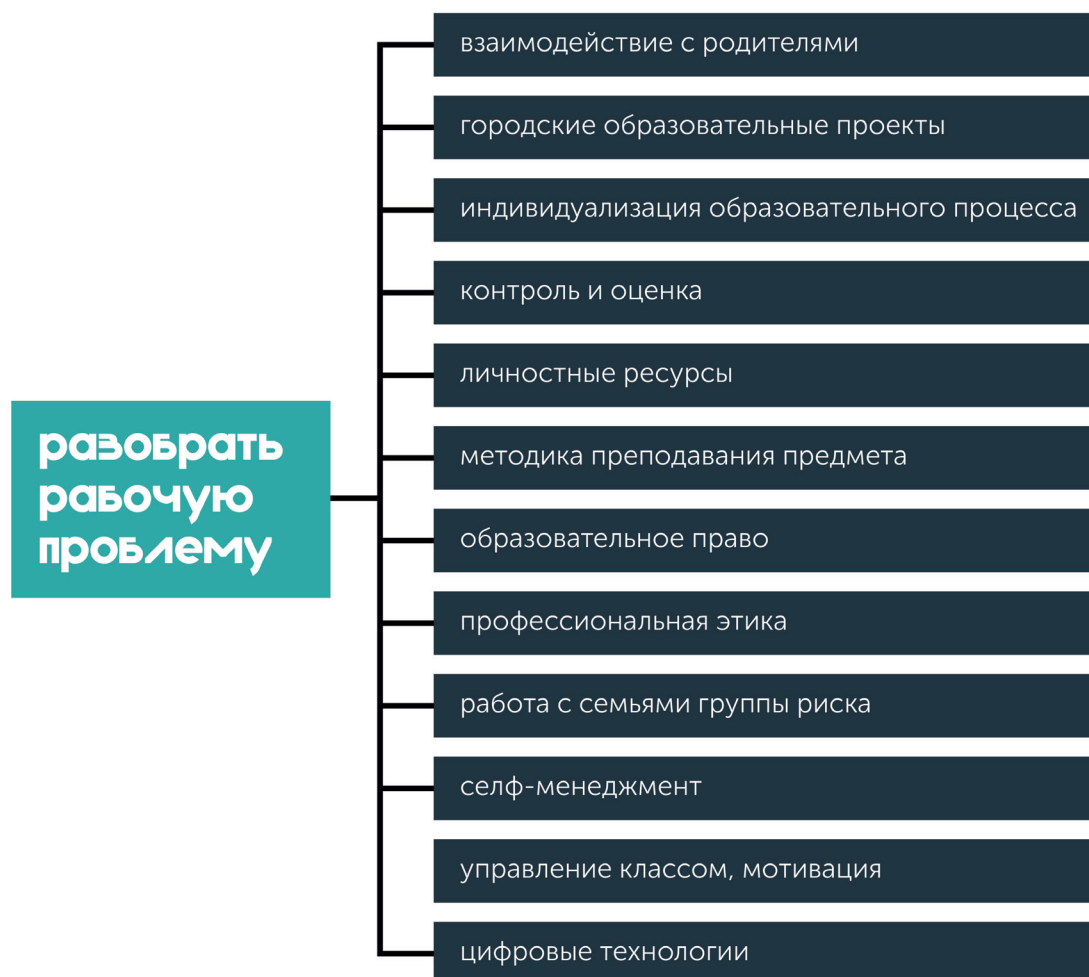 взаимодействие с родителями
городские образовательные проекты
индивидуализация образовательного процесса
контроль и оценка
личностные ресурсы
разобрать
рабочую
проблему
методика преподавания предмета
образовательное право
профессиональная этика
работа с семьями группы риска
селф-менеджмент
управление классом, мотивация
цифровые технологии